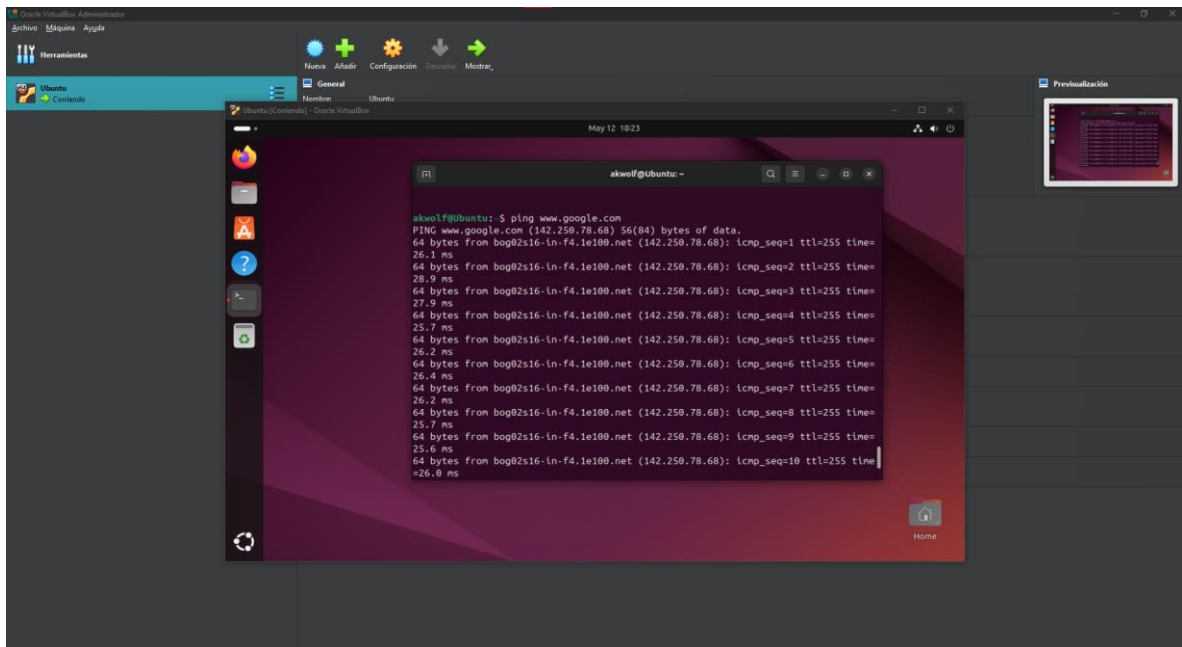 Oracle VirtualBox Administrador
Archivo Máquina Ayuda
Herramientas
Nueva Añadir Configuración Descartar Mostrar
Ubuntu
Corriendo
General
Nombre: Ubuntu
Previsualización
Ubuntu [Corriendo] - Oracle VirtualBox
May 12 18:23
akwolf@Ubuntu: ~
akwolf@Ubuntu:~$ ping www.google.com
PING www.google.com (142.250.78.68) 56(84) bytes of data.
64 bytes from bog02s16-in-f4.1e100.net (142.250.78.68): icmp_seq=1 ttl=255 time=
26.1 ms
64 bytes from bog02s16-in-f4.1e100.net (142.250.78.68): icmp_seq=2 ttl=255 time=
28.9 ms
64 bytes from bog02s16-in-f4.1e100.net (142.250.78.68): icmp_seq=3 ttl=255 time=
27.9 ms
64 bytes from bog02s16-in-f4.1e100.net (142.250.78.68): icmp_seq=4 ttl=255 time=
25.7 ms
64 bytes from bog02s16-in-f4.1e100.net (142.250.78.68): icmp_seq=5 ttl=255 time=
26.2 ms
64 bytes from bog02s16-in-f4.1e100.net (142.250.78.68): icmp_seq=6 ttl=255 time=
26.4 ms
64 bytes from bog02s16-in-f4.1e100.net (142.250.78.68): icmp_seq=7 ttl=255 time=
26.2 ms
64 bytes from bog02s16-in-f4.1e100.net (142.250.78.68): icmp_seq=8 ttl=255 time=
25.7 ms
64 bytes from bog02s16-in-f4.1e100.net (142.250.78.68): icmp_seq=9 ttl=255 time=
25.6 ms
64 bytes from bog02s16-in-f4.1e100.net (142.250.78.68): icmp_seq=10 ttl=255 time
=26.0 ms
Home